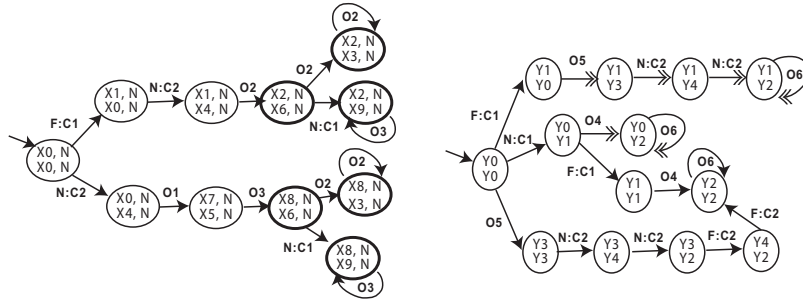 O2
X2, N
X3, N
O2
X1, N
X0, N
N:C2
X1, N
X4, N
O2
X2, N
X6, N
N:C1
X2, N
X9, N
O3
F:C1
X0, N
X0, N
N:C2
X0, N
X4, N
O1
X7, N
X5, N
O3
X8, N
X6, N
O2
O2
X8, N
X3, N
N:C1
X8, N
X9, N
O3
Y1
Y0
O5
Y1
Y3
N:C2
Y1
Y4
N:C2
Y1
Y2
O6
F:C1
N:C1
Y0
Y1
O4
Y0
Y2
O6
Y0
Y0
F:C1
Y1
Y1
O4
Y2
Y2
O6
O5
Y3
Y3
N:C2
Y3
Y4
N:C2
Y3
Y2
F:C2
Y4
Y2
F:C2